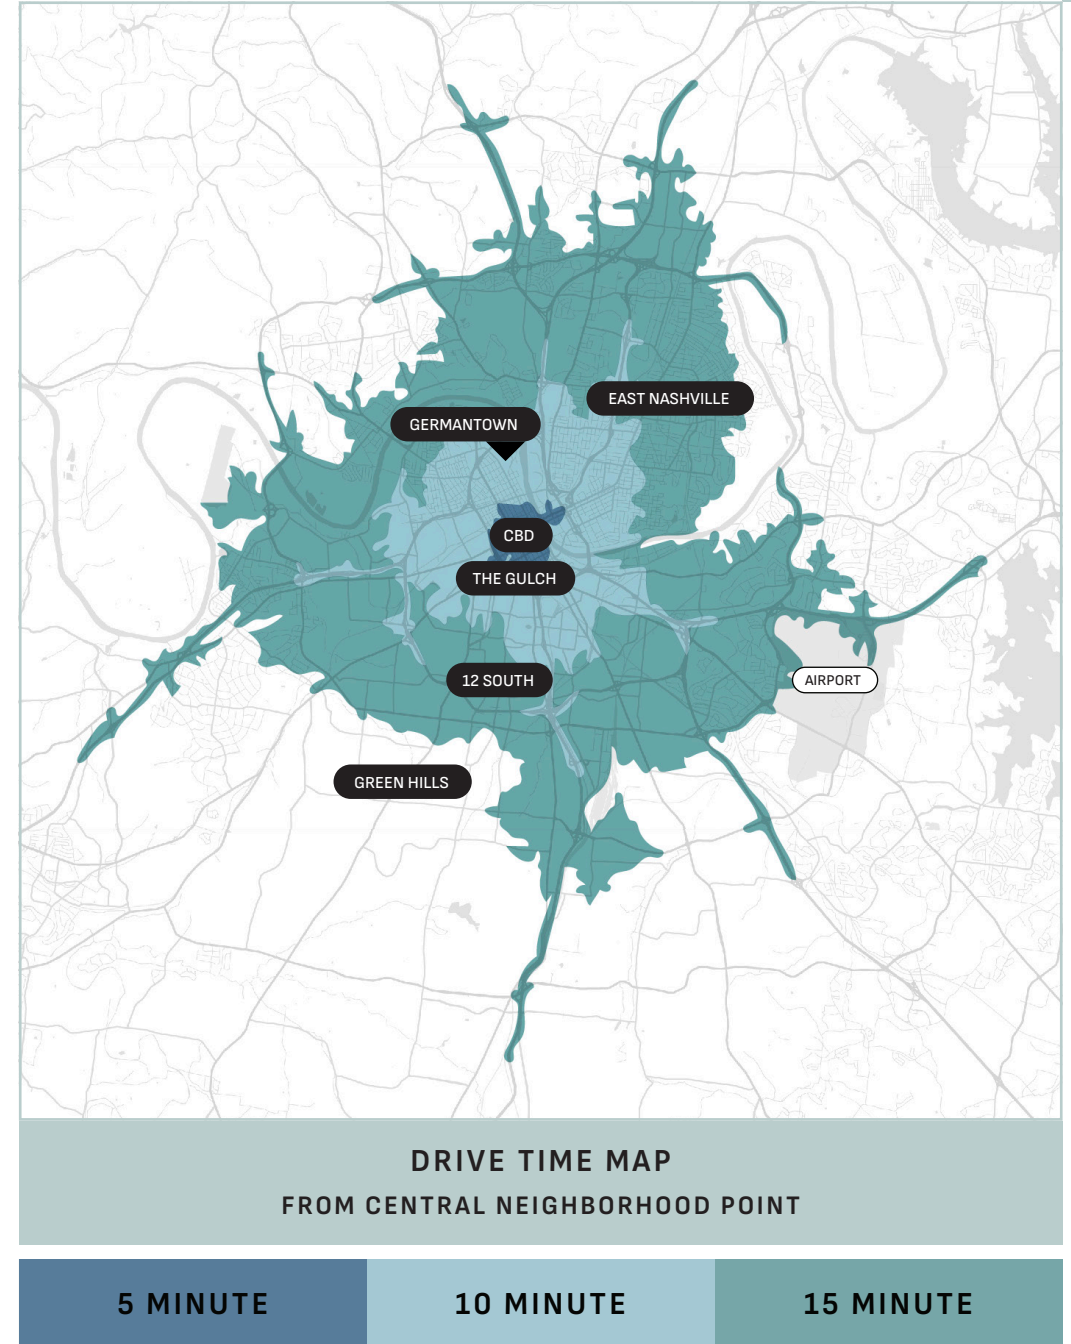 EAST NASHVILLE
GERMANTOWN
CBD
THE GULCH
12 SOUTH
AIRPORT
GREEN HILLS
DRIVE TIME MAP
FROM CENTRAL NEIGHBORHOOD POINT
5 MINUTE
10 MINUTE
15 MINUTE